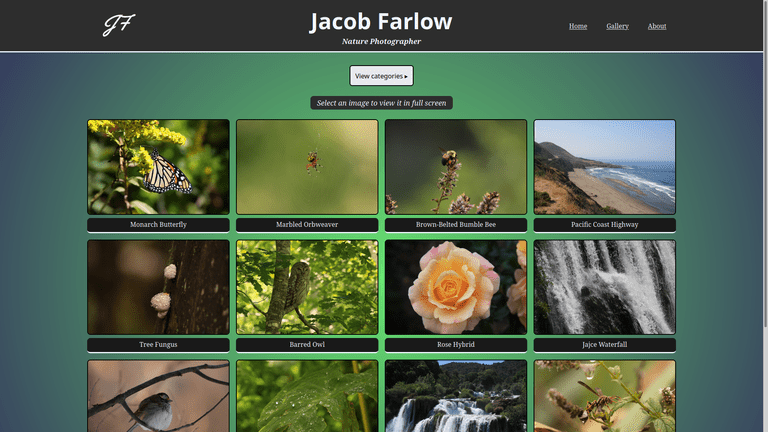 JF
Jacob Farlow
Nature Photographer
Home Gallery About
View categories ▸
Select an image to view it in full screen
Monarch Butterfly Marbled Orbweaver Brown-Belted Bumble Bee Pacific Coast Highway
Tree Fungus Barred Owl Rose Hybrid Jajce Waterfall